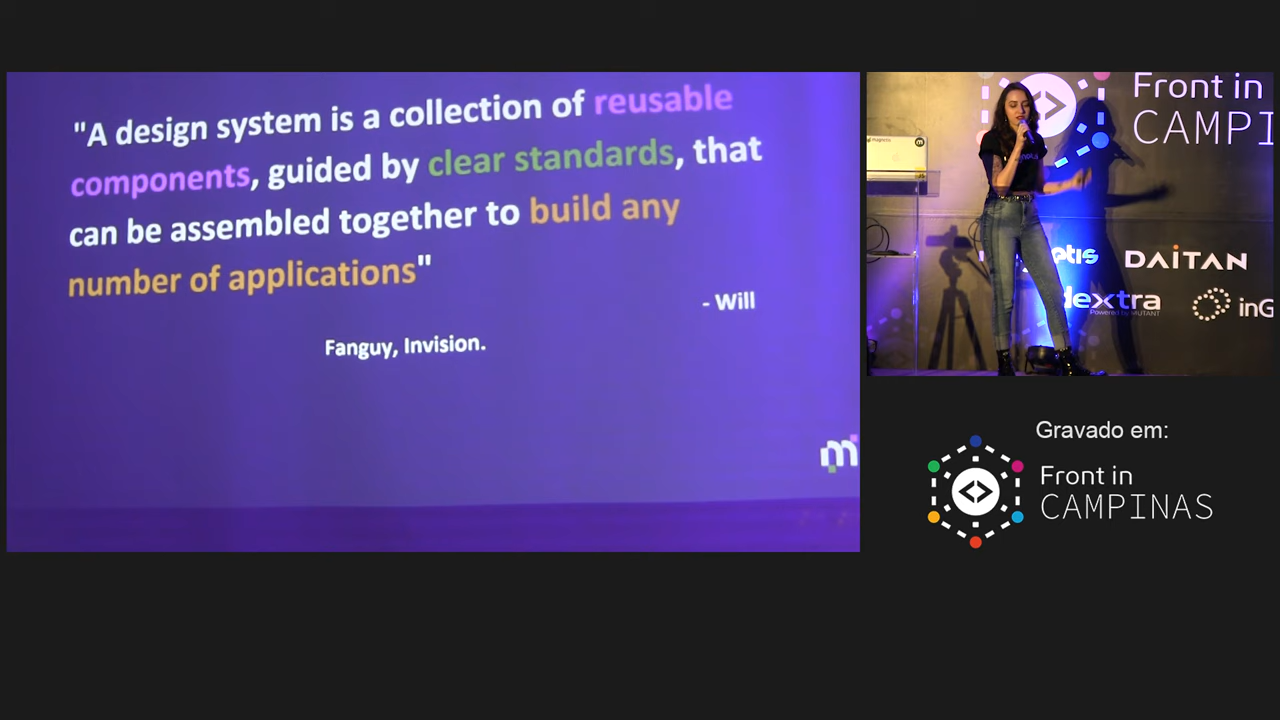 "A design system is a collection of reusable
components, guided by clear standards, that
can be assembled together to build any
number of applications"
- Will
Fanguy, Invision.
Front in
CAMPI
DAITAN
dextra
Powered by MUTANT
inG
Gravado em:
Front in
CAMPINAS